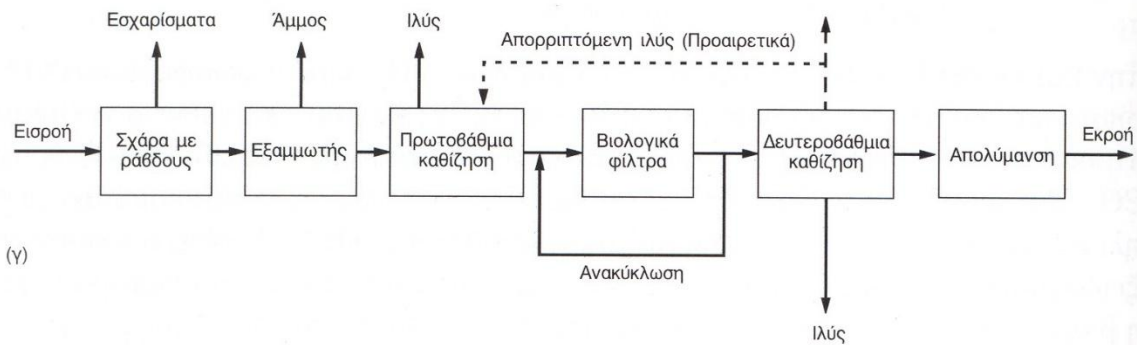 Εσχαρίσματα
Άμμος
Ιλύς
Απορριπτόμενη ιλύς (Προαιρετικά)
Εισροή
Σχάρα με
ράβδους
Εξαμμωτής
Πρωτοβάθμια
καθίζηση
Βιολογικά
φίλτρα
Δευτεροβάθμια
καθίζηση
Απολύμανση
Εκροή
Ανακύκλωση
(γ)
Ιλύς